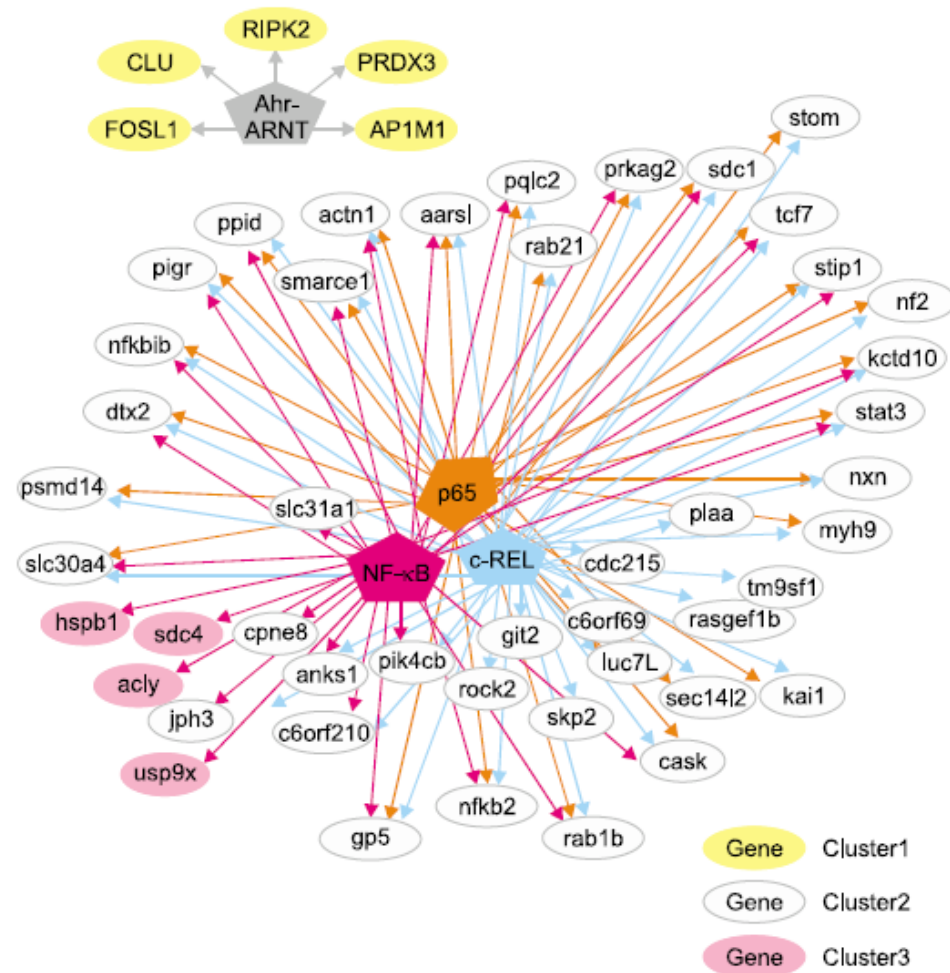 RIPK2
CLU
PRDX3
Ahr-
ARNT
FOSL1
AP1M1
stom
pqlc2
prkag2
sdc1
actn1
aarsl
tcf7
ppid
rab21
pigr
smarce1
stip1
nf2
nfkbib
kctd10
dtx2
stat3
psmd14
p65
nxn
slc31a1
plaa
myh9
slc30a4
NF-κB
c-REL
cdc215
tm9sf1
hspb1
sdc4
cpne8
git2
c6orf69
rasgef1b
anks1
pik4cb
luc7L
acly
rock2
sec14l2
kai1
jph3
c6orf210
skp2
usp9x
cask
nfkb2
gp5
rab1b
Gene Cluster1
Gene Cluster2
Gene Cluster3